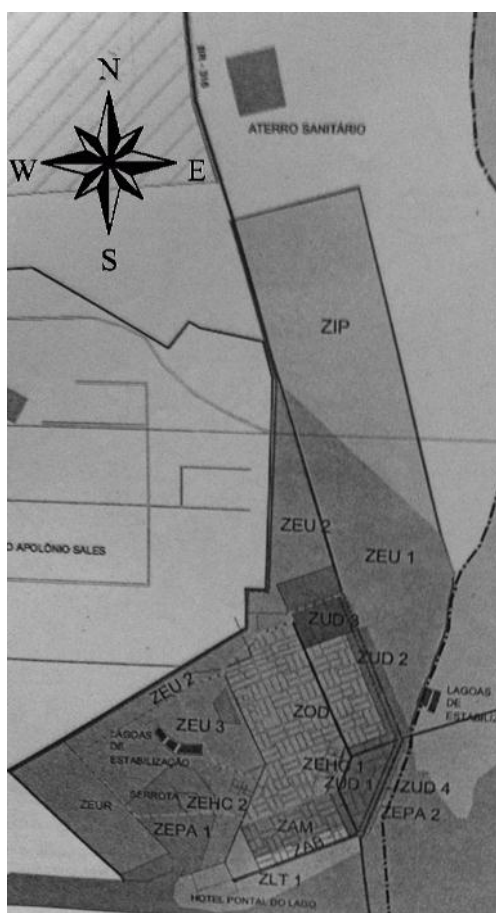 BR - 316
ATERRO SANITÁRIO
N
W E
S
ZIP
ZEU 2
ZEU 1
O APOLÔNIO SALES
ZUD 3
ZUD 2
ZEU 2
LAGOAS
DE
ESTABILIZ
ZOD
ZEU 3
LAGOAS
DE
ESTABILIZAÇÃO
ZEHC 1
ZUD 1
ZUD 4
ZEUR
SERROTA
ZEHC 2
ZEPA 2
ZEPA 1
ZAM
ZAB
ZLT 1
HOTEL PONTAL DO LAGO